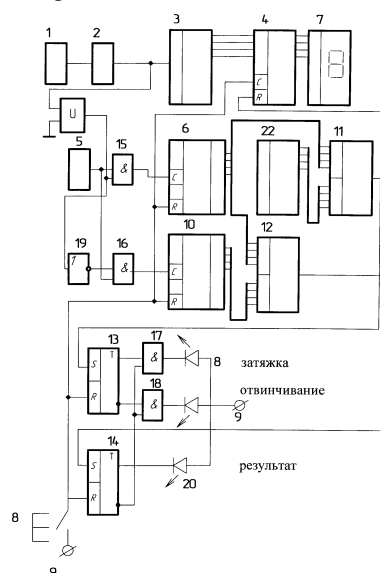 1 2 3 4 7
C
R
U
5 15 6 22 11
&
C
R
19 16 10 12
1 &
C
R
13 17
S T & 8 затяжка
18 отвинчивание
R & 9
14
S T результат
R 20
8
9